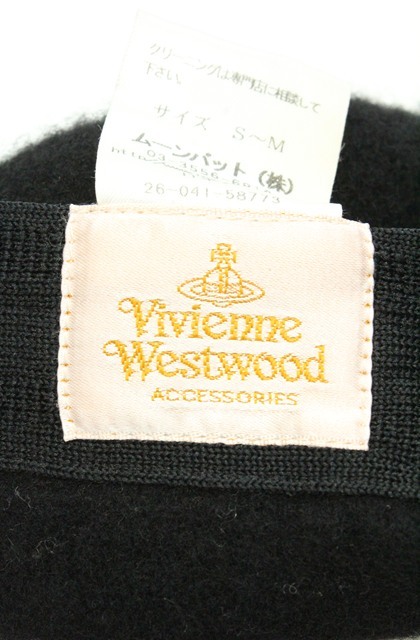 クリーニングは専門店に相談して
下さい。
サイズ S～M
ムーンバット(株)
26-041-58773
Vivienne
Westwood
ACCESSORIES